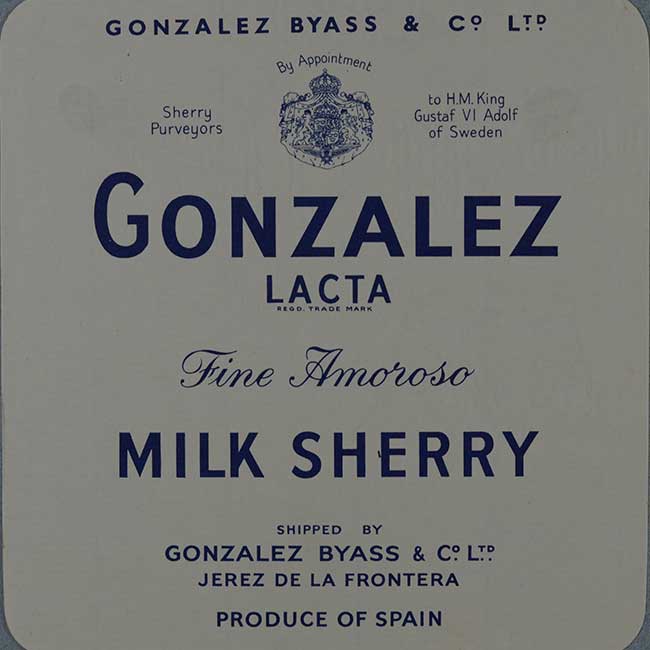 GONZALEZ BYASS & Cº LTD
By Appointment
Sherry
Purveyors
to H.M. King
Gustaf VI Adolf
of Sweden
GONZALEZ
LACTA
REGD. TRADE MARK
Fine Amoroso
MILK SHERRY
SHIPPED BY
GONZALEZ BYASS & Cº LTD
JEREZ DE LA FRONTERA
PRODUCE OF SPAIN